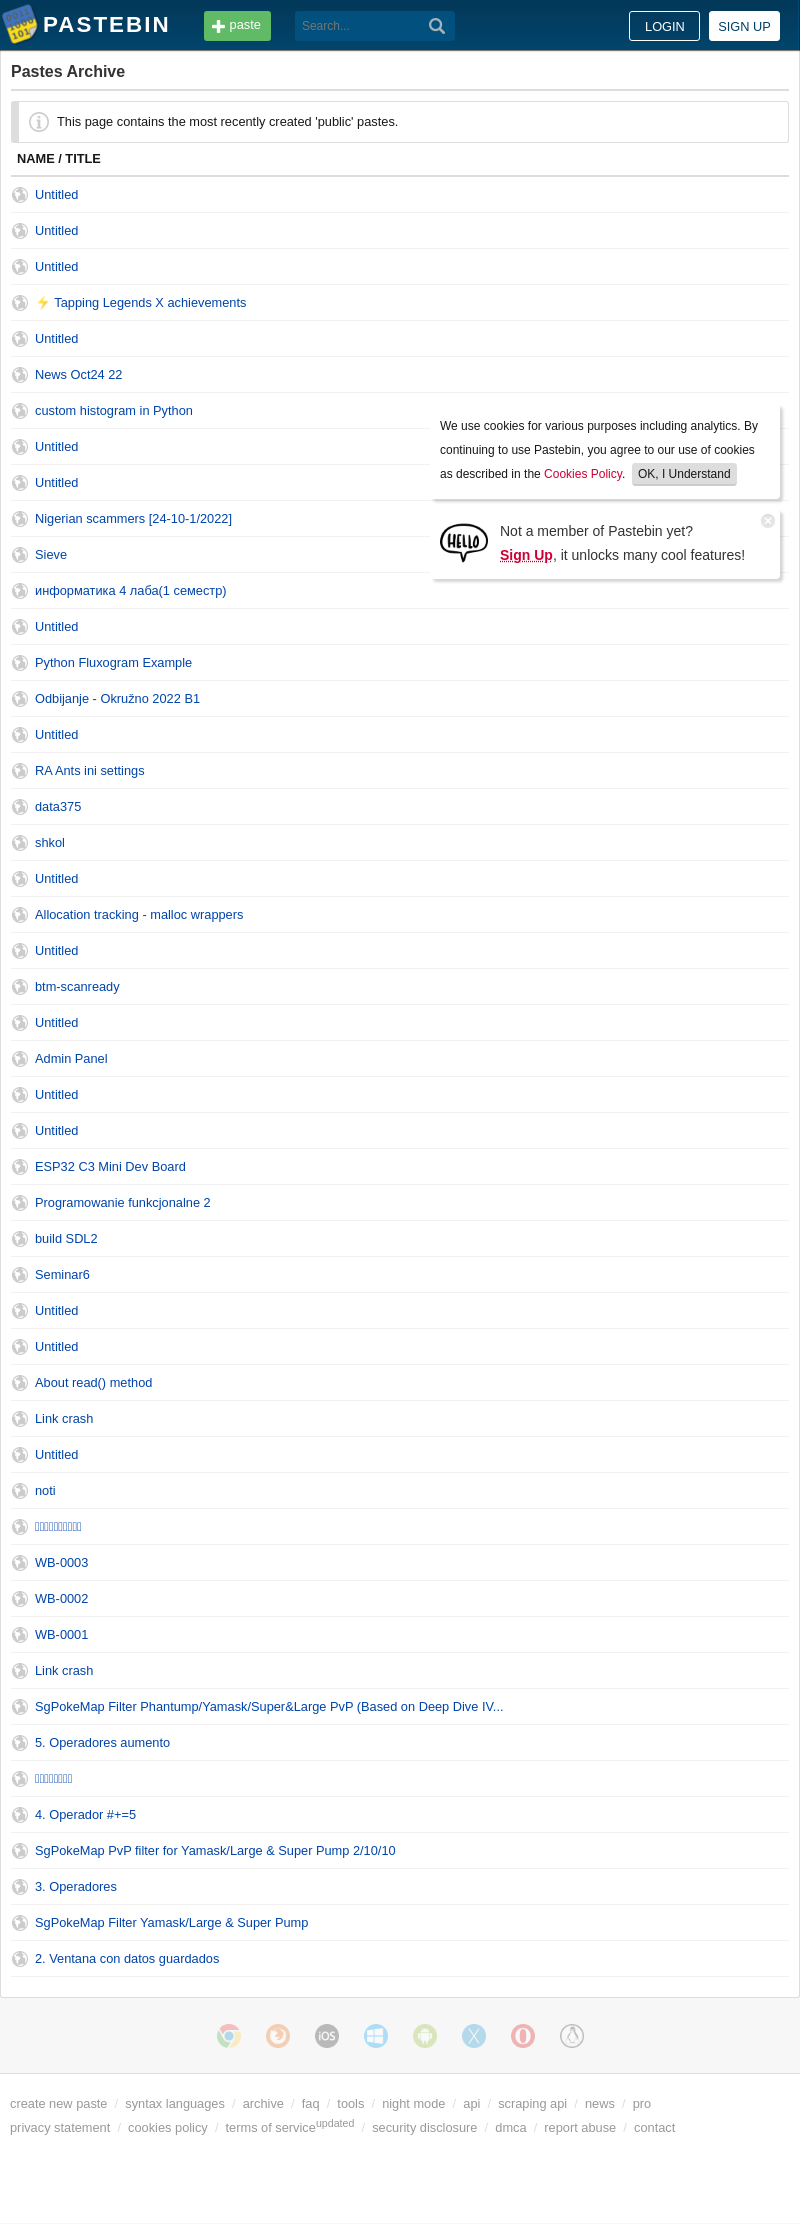 PASTEBIN
paste
Search...
LOGIN
SIGN UP
Pastes Archive
This page contains the most recently created 'public' pastes.
NAME / TITLE
Untitled
Untitled
Untitled
⚡ Tapping Legends X achievements
Untitled
News Oct24 22
custom histogram in Python
Untitled
Untitled
Nigerian scammers [24-10-1/2022]
Sieve
информатика 4 лаба(1 семестр)
We use cookies for various purposes including analytics. By
continuing to use Pastebin, you agree to our use of cookies
as described in the Cookies Policy. OK, I Understand
HELLO
Not a member of Pastebin yet?
Sign Up, it unlocks many cool features!
Untitled
Python Fluxogram Example
Odbijanje - Okružno 2022 B1
Untitled
RA Ants ini settings
data375
shkol
Untitled
Allocation tracking - malloc wrappers
Untitled
btm-scanready
Untitled
Admin Panel
Untitled
Untitled
ESP32 C3 Mini Dev Board
Programowanie funkcjonalne 2
build SDL2
Seminar6
Untitled
Untitled
About read() method
Link crash
Untitled
noti
WB-0003
WB-0002
WB-0001
Link crash
SgPokeMap Filter Phantump/Yamask/Super&Large PvP (Based on Deep Dive IV...
5. Operadores aumento
4. Operador #+=5
SgPokeMap PvP filter for Yamask/Large & Super Pump 2/10/10
3. Operadores
SgPokeMap Filter Yamask/Large & Super Pump
2. Ventana con datos guardados
iOS
create new paste / syntax languages / archive / faq / tools / night mode / api / scraping api / news / pro
privacy statement / cookies policy / terms of service updated / security disclosure / dmca / report abuse / contact